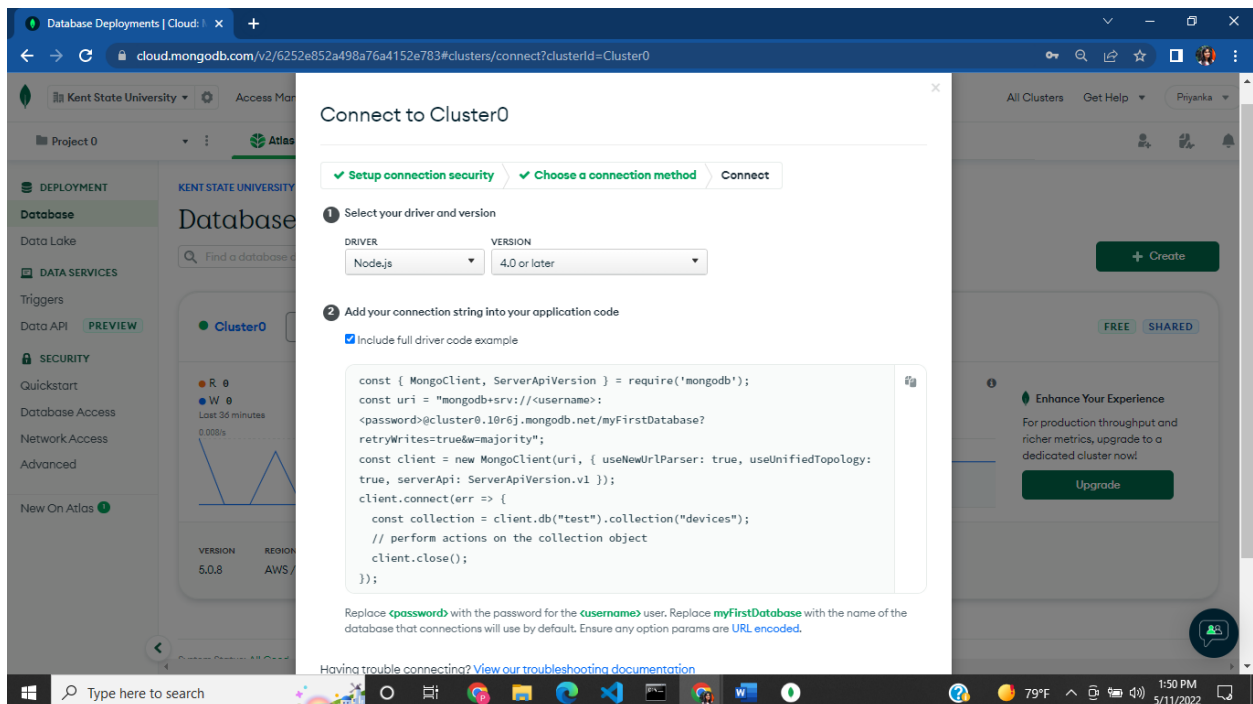 Database Deployments | Cloud:
cloud.mongodb.com/v2/6252e852a498a76a4152e783#clusters/connect?clusterId=Cluster0
Kent State University
Access Man
All Clusters
Get Help
Priyanka
Project 0
Atlas
DEPLOYMENT
Database
Data Lake
DATA SERVICES
Triggers
Data API PREVIEW
SECURITY
Quickstart
Database Access
Network Access
Advanced
New On Atlas 1
KENT STATE UNIVERSITY
Database
Find a database
Cluster0
R 0
W 0
Last 36 minutes
0.008/s
VERSION
5.0.8
REGION
AWS /
Connect to Cluster0
Setup connection security
Choose a connection method
Connect
1 Select your driver and version
DRIVER
VERSION
Node.js
4.0 or later
2 Add your connection string into your application code
Include full driver code example
const { MongoClient, ServerApiVersion } = require('mongodb');
const uri = "mongodb+srv://<username>:
<password>@cluster0.10r6j.mongodb.net/myFirstDatabase?
retryWrites=true&w=majority";
const client = new MongoClient(uri, { useNewUrlParser: true, useUnifiedTopology:
true, serverApi: ServerApiVersion.v1 });
client.connect(err => {
const collection = client.db("test").collection("devices");
// perform actions on the collection object
client.close();
});
Replace <password> with the password for the <username> user. Replace myFirstDatabase with the name of the
database that connections will use by default. Ensure any option params are URL encoded.
Having trouble connecting? View our troubleshooting documentation
+ Create
FREE
SHARED
Enhance Your Experience
For production throughput and
richer metrics, upgrade to a
dedicated cluster now!
Upgrade
Type here to search
79°F
1:50 PM
5/11/2022